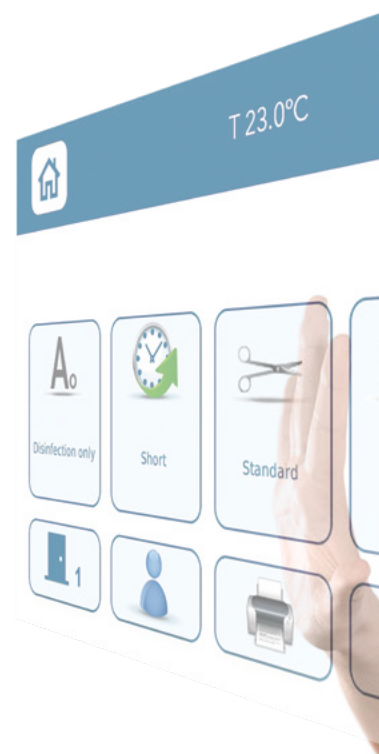 T 23.0°C
A₀
Disinfection only
Short
Standard
1